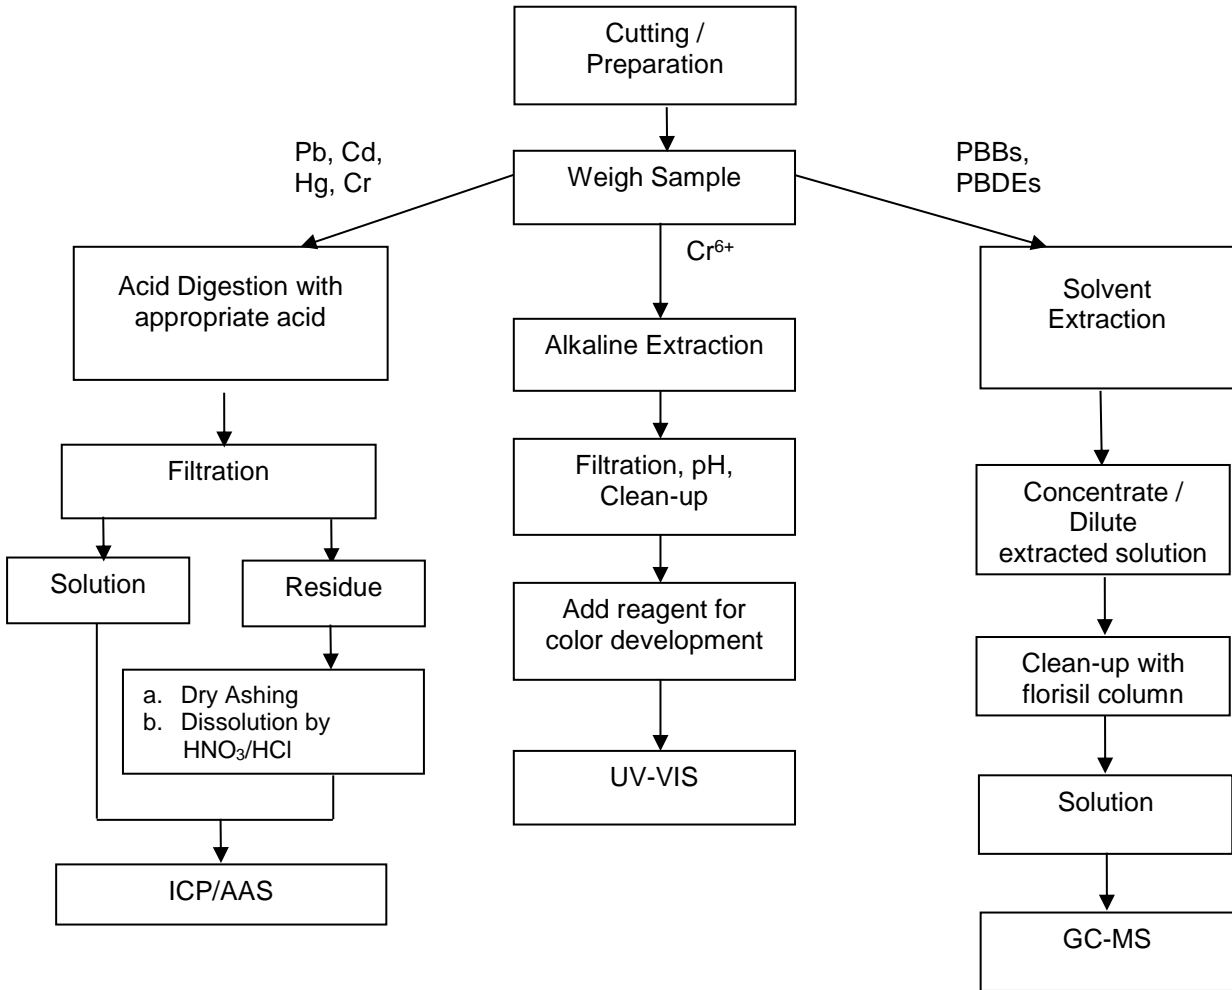 Cutting /
Preparation
Pb, Cd,
Hg, Cr
Weigh Sample
PBBs,
PBDEs
Cr⁶⁺
Acid Digestion with
appropriate acid
Solvent
Extraction
Alkaline Extraction
Filtration
Filtration, pH,
Clean-up
Concentrate /
Dilute
extracted solution
Solution
Residue
Add reagent for
color development
a. Dry Ashing
b. Dissolution by
HNO₃/HCl
Clean-up with
florisil column
UV-VIS
Solution
ICP/AAS
GC-MS